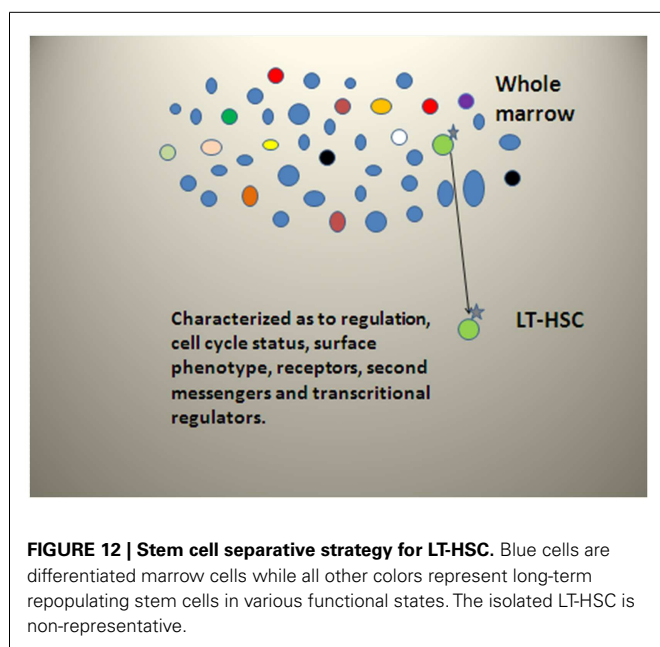 Whole
marrow
LT-HSC
Characterized as to regulation,
cell cycle status, surface
phenotype, receptors, second
messengers and transcritional
regulators.
FIGURE 12 | Stem cell separative strategy for LT-HSC. Blue cells are
differentiated marrow cells while all other colors represent long-term
repopulating stem cells in various functional states. The isolated LT-HSC is
non-representative.